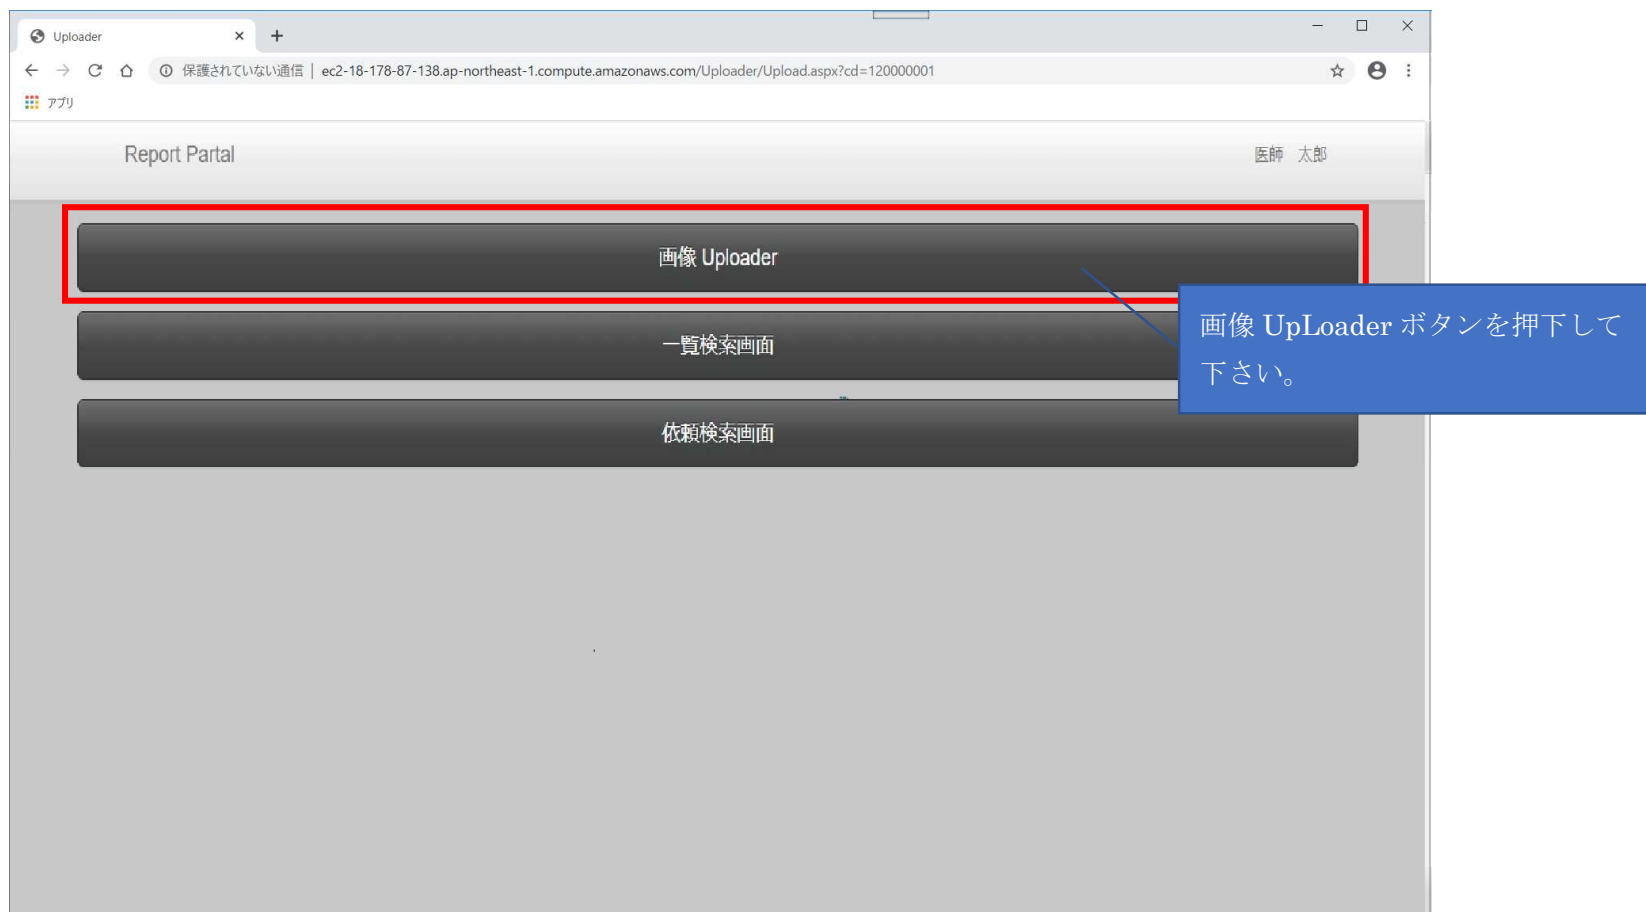 Uploader
保護されていない通信 | ec2-18-178-87-138.ap-northeast-1.compute.amazonaws.com/Uploader/Upload.aspx?cd=120000001
アプリ
Report Partal
医師 太郎
画像 Uploader
画像 UpLoader ボタンを押下して
下さい。
一覧検索画面
依頼検索画面